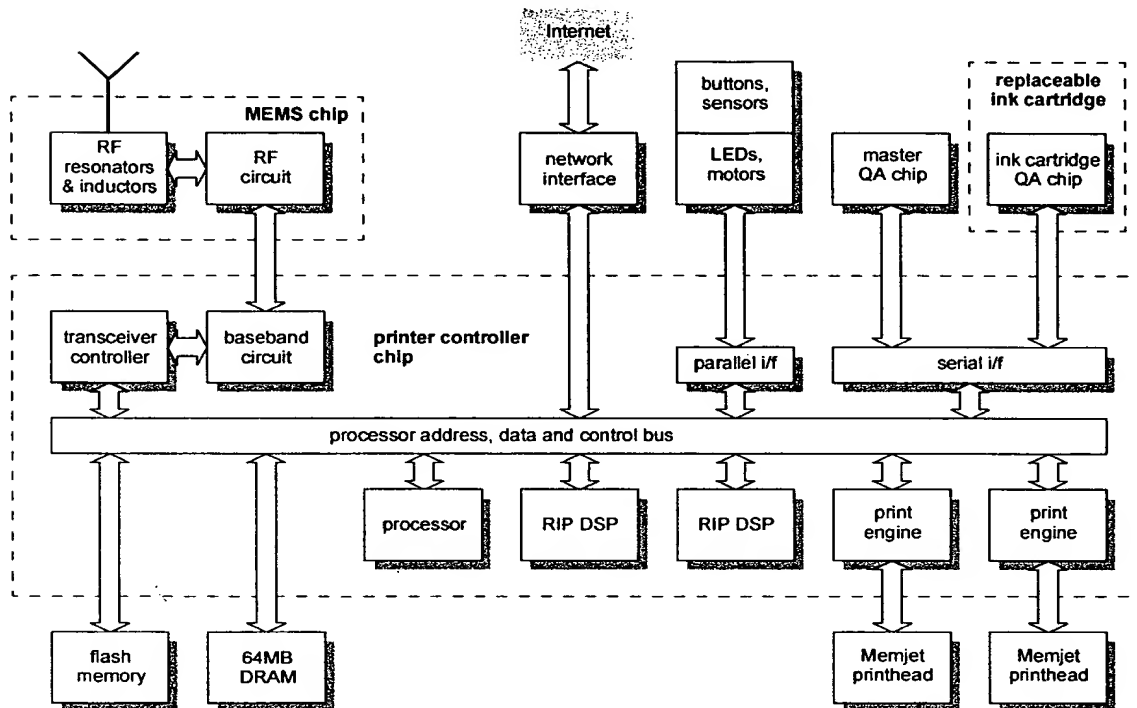 Internet
MEMS chip
RF
resonators
& inductors
RF
circuit
network
interface
buttons,
sensors
LEDs,
motors
master
QA chip
replaceable
ink cartridge
ink cartridge
QA chip
transceiver
controller
baseband
circuit
printer controller
chip
parallel i/f
serial i/f
processor address, data and control bus
processor
RIP DSP
RIP DSP
print
engine
print
engine
flash
memory
64MB
DRAM
Memjet
printhead
Memjet
printhead